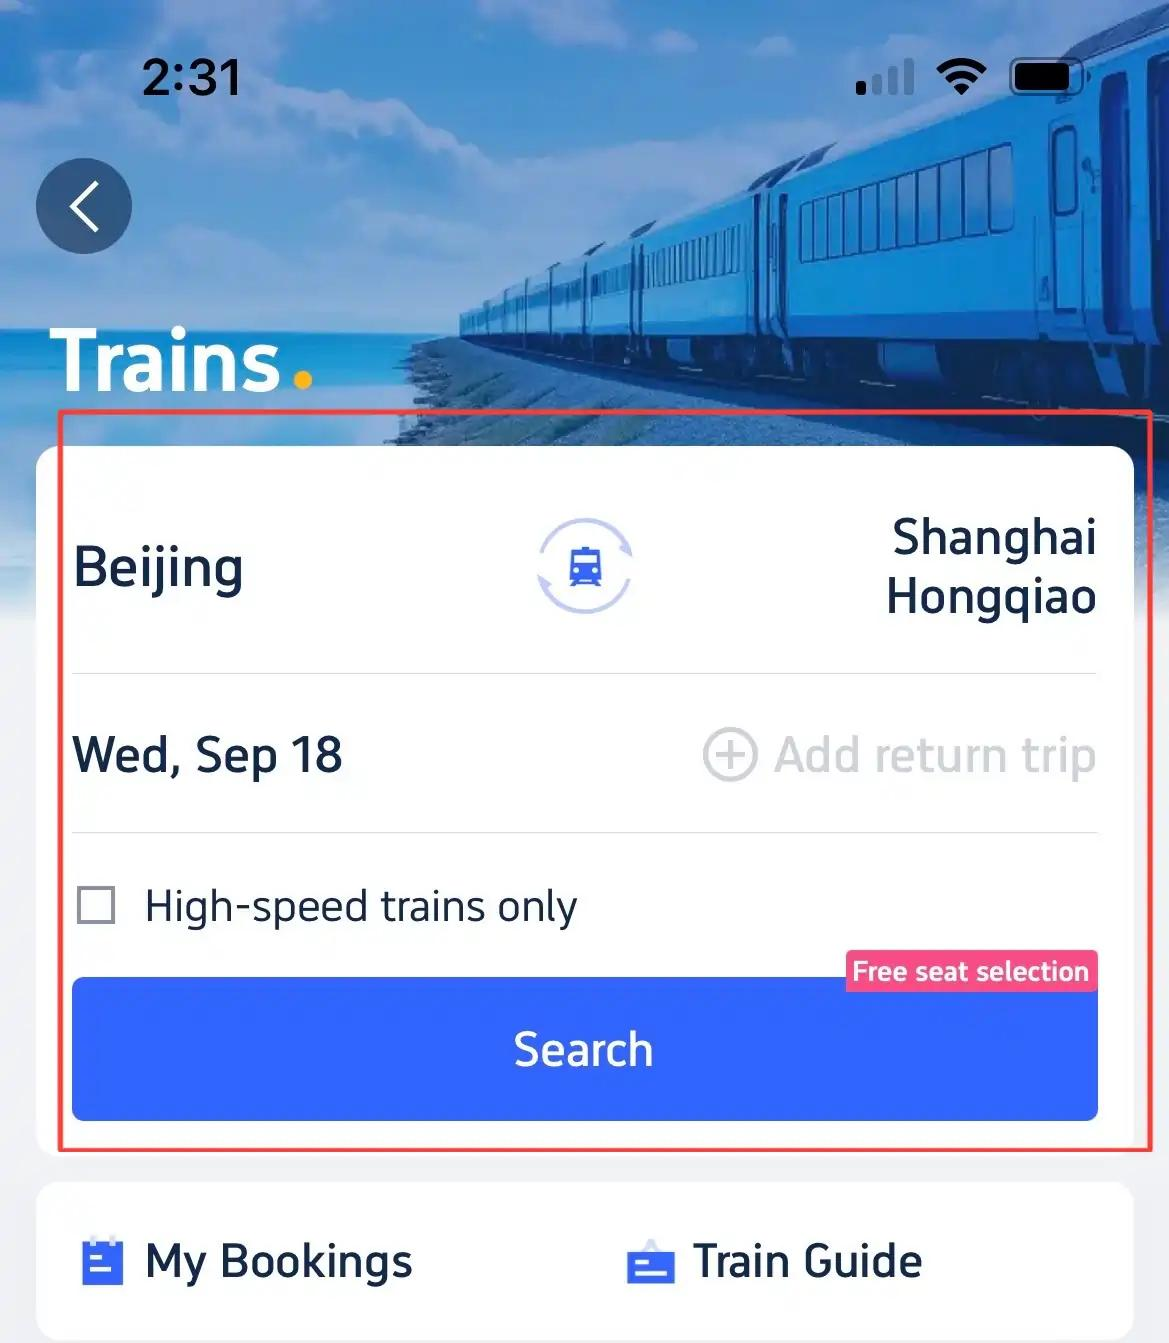 2:31
Trains.
Beijing
Shanghai
Hongqiao
Wed, Sep 18
Add return trip
High-speed trains only
Free seat selection
Search
My Bookings
Train Guide